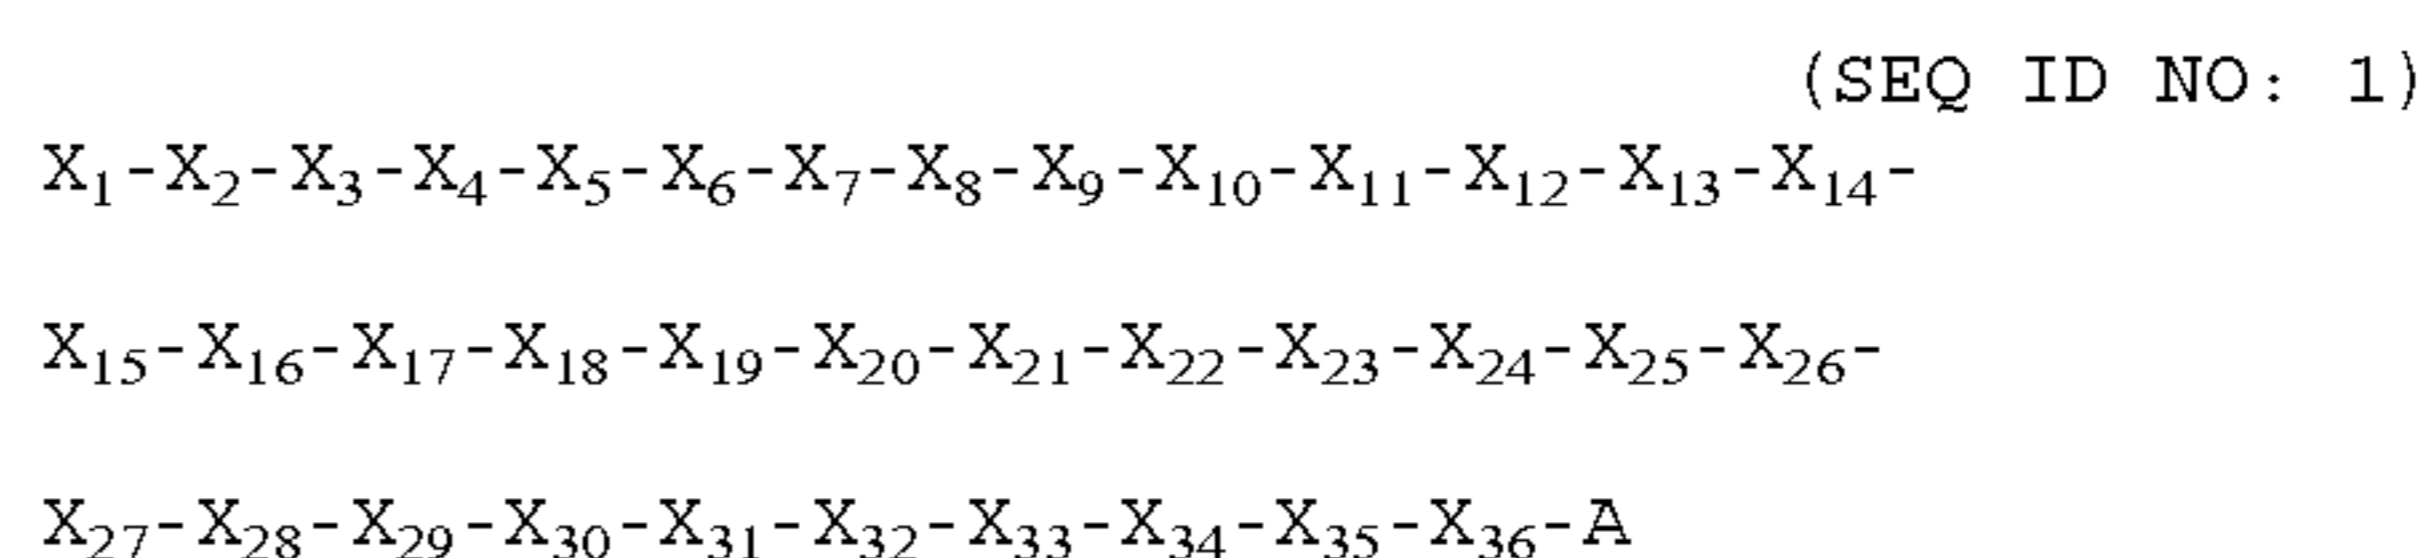 (SEQ ID NO: 1)
X₁-X₂-X₃-X₄-X₅-X₆-X₇-X₈-X₉-X₁₀-X₁₁-X₁₂-X₁₃-X₁₄-
X₁₅-X₁₆-X₁₇-X₁₈-X₁₉-X₂₀-X₂₁-X₂₂-X₂₃-X₂₄-X₂₅-X₂₆-
X₂₇-X₂₈-X₂₉-X₃₀-X₃₁-X₃₂-X₃₃-X₃₄-X₃₅-X₃₆-A